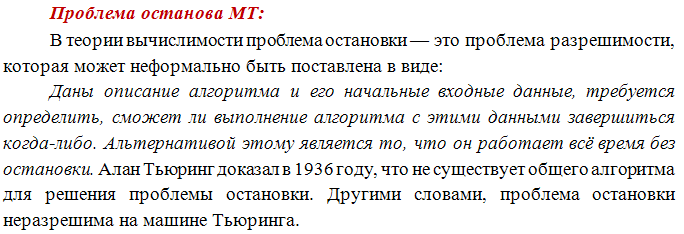 Проблема останова МТ:
В теории вычислимости проблема остановки — это проблема разрешимости,
которая может неформально быть поставлена в виде:
Даны описание алгоритма и его начальные входные данные, требуется
определить, сможет ли выполнение алгоритма с этими данными завершиться
когда-либо. Альтернативой этому является то, что он работает всё время без
остановки. Алан Тьюринг доказал в 1936 году, что не существует общего алгоритма
для решения проблемы остановки. Другими словами, проблема остановки
неразрешима на машине Тьюринга.